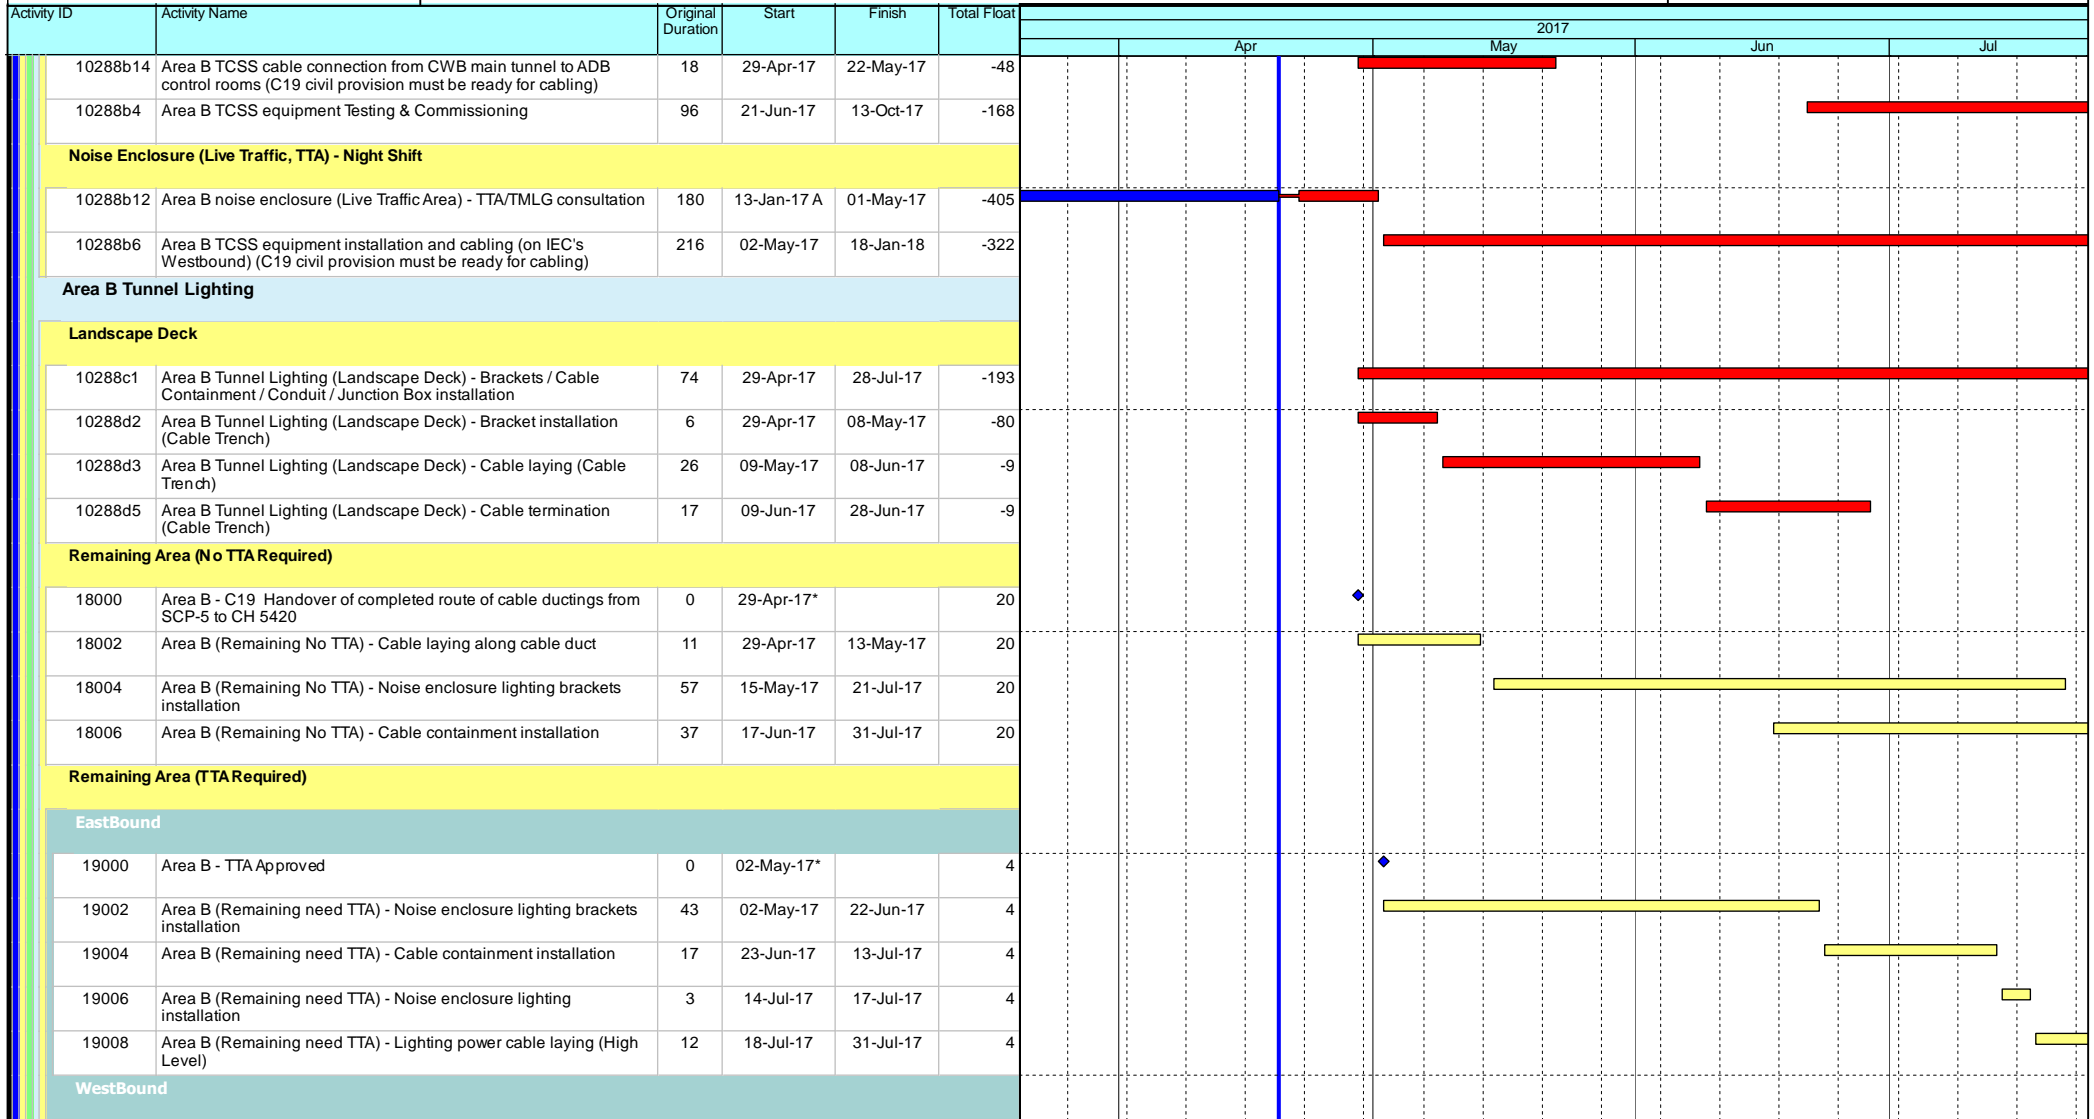 Activity ID Activity Name Original Start Finish Total Float
Duration
2017
Apr May Jun Jul
10288b14 Area B TCSS cable connection from CWB main tunnel to ADB 18 29-Apr-17 22-May-17 -48
control rooms (C19 civil provision must be ready for cabling)
10288b4 Area B TCSS equipment Testing & Commissioning 96 21-Jun-17 13-Oct-17 -168
Noise Enclosure (Live Traffic, TTA) - Night Shift
10288b12 Area B noise enclosure (Live Traffic Area) - TTA/TMLG consultation 180 13-Jan-17 A 01-May-17 -405
10288b6 Area B TCSS equipment installation and cabling (on IEC's 216 02-May-17 18-Jan-18 -322
Westbound) (C19 civil provision must be ready for cabling)
Area B Tunnel Lighting
Landscape Deck
10288c1 Area B Tunnel Lighting (Landscape Deck) - Brackets / Cable 74 29-Apr-17 28-Jul-17 -193
Containment / Conduit / Junction Box installation
10288d2 Area B Tunnel Lighting (Landscape Deck) - Bracket installation 6 29-Apr-17 08-May-17 -80
(Cable Trench)
10288d3 Area B Tunnel Lighting (Landscape Deck) - Cable laying (Cable 26 09-May-17 08-Jun-17 -9
Trench)
10288d5 Area B Tunnel Lighting (Landscape Deck) - Cable termination 17 09-Jun-17 28-Jun-17 -9
(Cable Trench)
Remaining Area (No TTA Required)
18000 Area B - C19 Handover of completed route of cable ductings from 0 29-Apr-17* 20
SCP-5 to CH 5420
18002 Area B (Remaining No TTA) - Cable laying along cable duct 11 29-Apr-17 13-May-17 20
18004 Area B (Remaining No TTA) - Noise enclosure lighting brackets 57 15-May-17 21-Jul-17 20
installation
18006 Area B (Remaining No TTA) - Cable containment installation 37 17-Jun-17 31-Jul-17 20
Remaining Area (TTA Required)
EastBound
19000 Area B - TTA Approved 0 02-May-17* 4
19002 Area B (Remaining need TTA) - Noise enclosure lighting brackets 43 02-May-17 22-Jun-17 4
installation
19004 Area B (Remaining need TTA) - Cable containment installation 17 23-Jun-17 13-Jul-17 4
19006 Area B (Remaining need TTA) - Noise enclosure lighting 3 14-Jul-17 17-Jul-17 4
installation
19008 Area B (Remaining need TTA) - Lighting power cable laying (High 12 18-Jul-17 31-Jul-17 4
Level)
WestBound